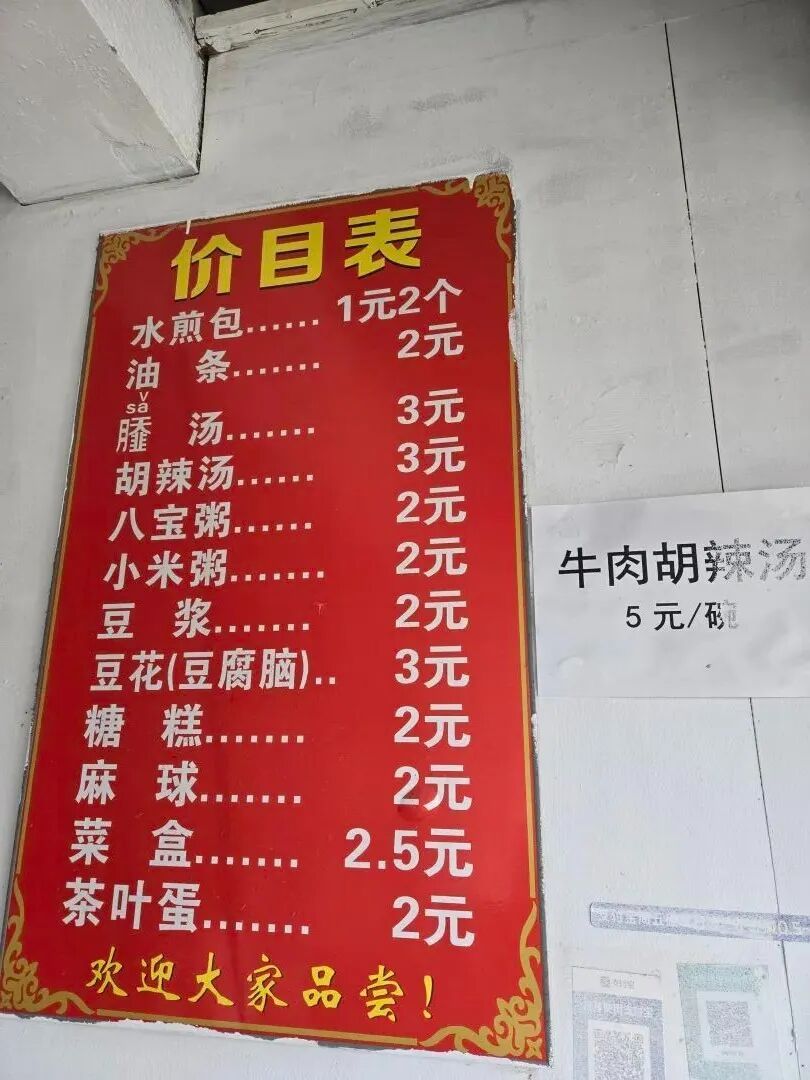 价目表
水煎包...... 1元2个
油 条....... 2元
sǎ
汤....... 3元
胡辣汤...... 3元
八宝粥...... 2元
小米粥....... 2元
豆 浆....... 2元
豆花(豆腐脑).. 3元
糖 糕....... 2元
麻 球....... 2元
菜 盒....... 2.5元
茶叶蛋....... 2元
欢迎大家品尝!
牛肉胡辣汤
5元/碗